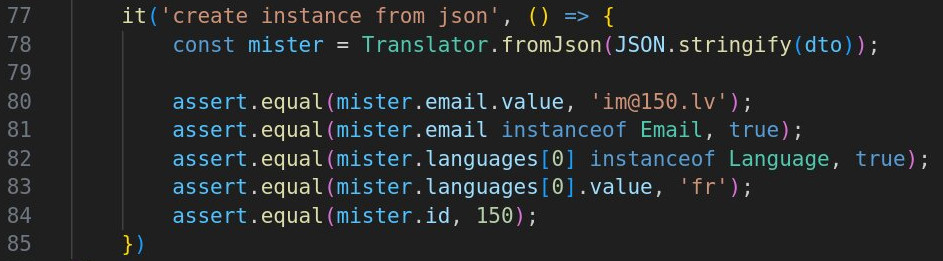 77 it('create instance from json', () => {
78 const mister = Translator.fromJson(JSON.stringify(dto));
79
80 assert.equal(mister.email.value, 'im@150.lv');
81 assert.equal(mister.email instanceof Email, true);
82 assert.equal(mister.languages[0] instanceof Language, true);
83 assert.equal(mister.languages[0].value, 'fr');
84 assert.equal(mister.id, 150);
85 })